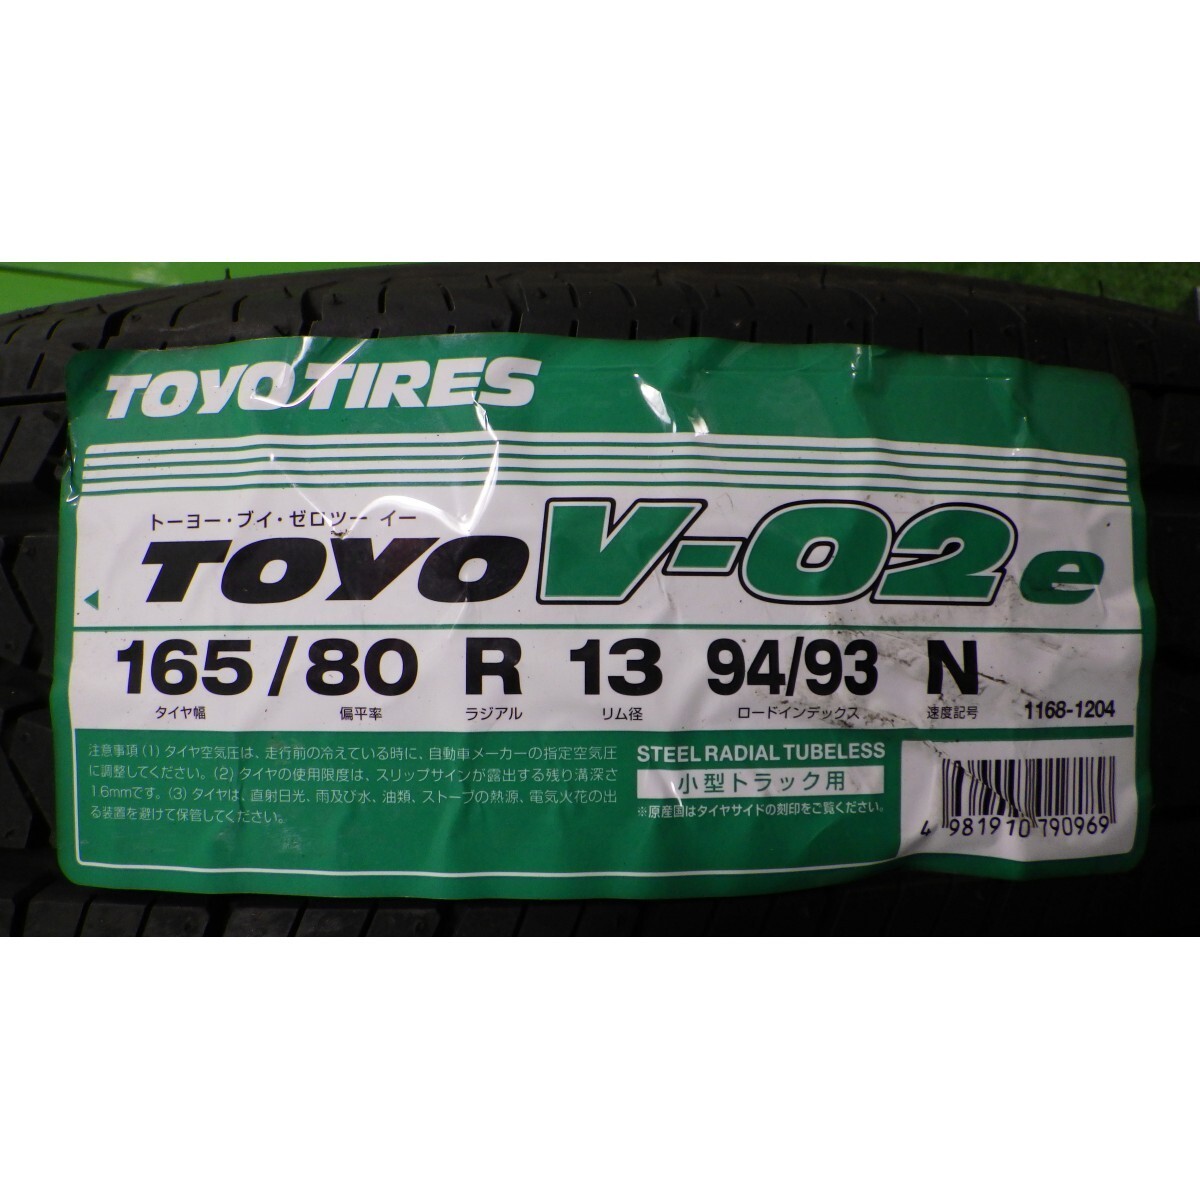 TOYO TIRES
トーヨー・ブイ・ゼロツー イー
TOYO V-02e
165/80 R 13 94/93 N
タイヤ幅 偏平率 ラジアル リム径 ロードインデックス 速度記号 1168-1204
注意事項(1)タイヤ空気圧は、走行前の冷えている時に、自動車メーカーの指定空気圧
に調整してください。(2)タイヤの使用限度は、スリップサインが露出する残り溝深さ
1.6mmです。(3)タイヤは、直射日光、雨及び水、油類、ストーブの熱源、電気火花の出
る装置を避けて保管してください。
STEEL RADIAL TUBELESS
小型トラック用
※原産国はタイヤサイドの刻印をご覧ください。
4 981910 790969